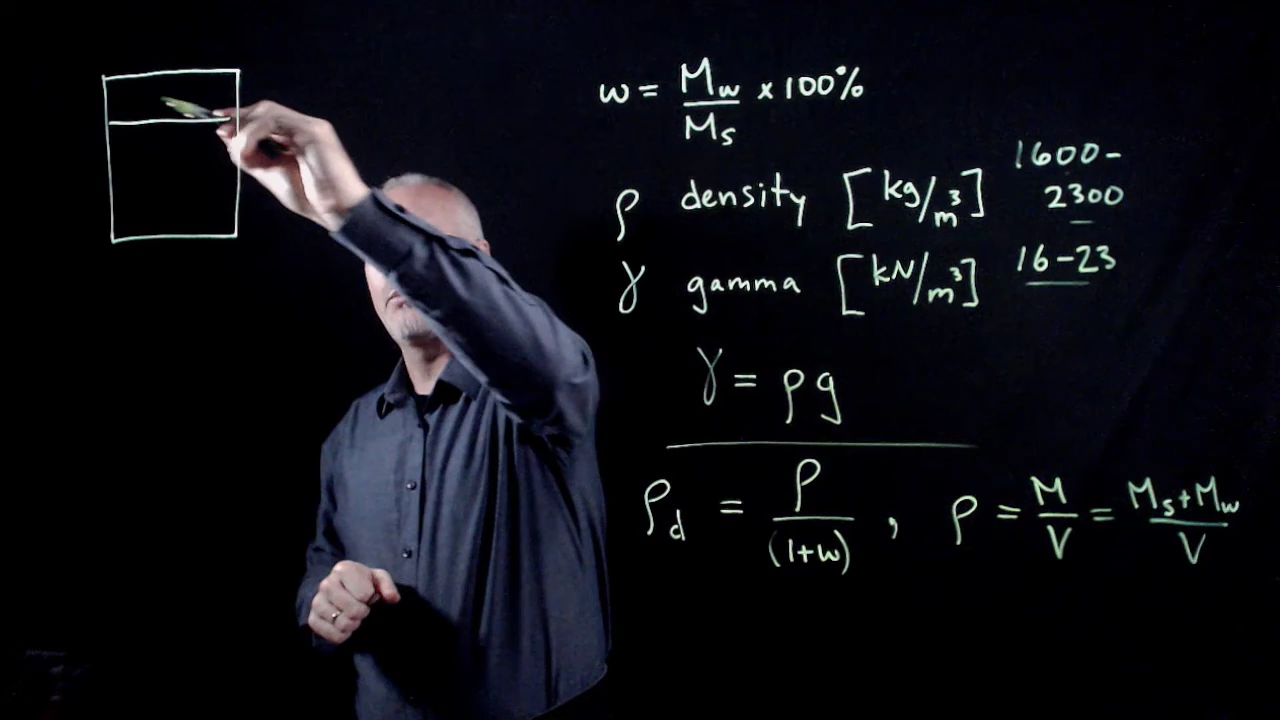 w = Mw/Ms × 100%
ρ density [kg/m³] 1600-
2300
γ gamma [kN/m³] 16-23
γ = ρg
ρd = ρ/(1+w) , ρ = M/V = Ms+Mw/V